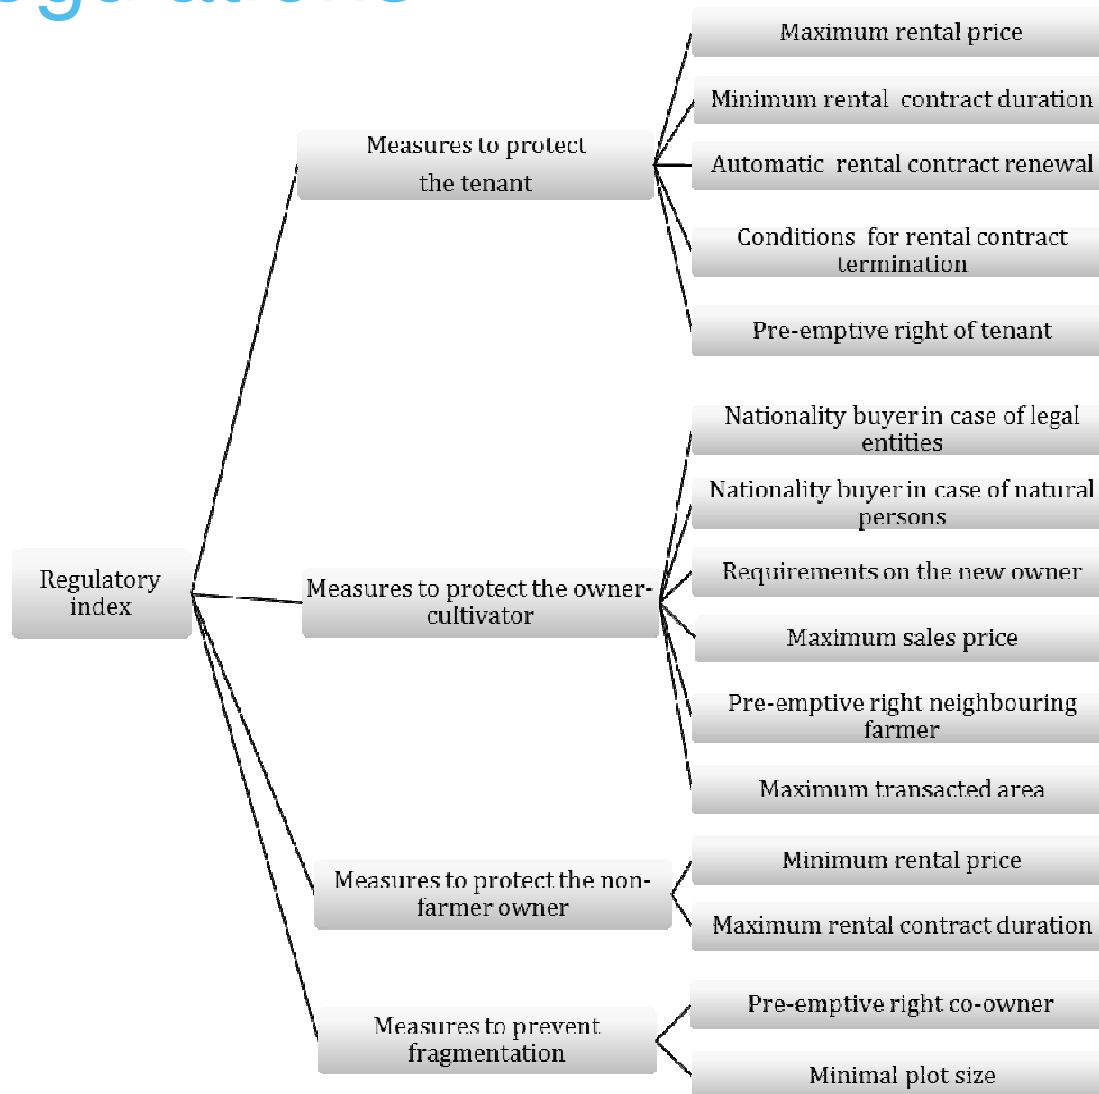 Maximum rental price
Minimum rental contract duration
Measures to protect
the tenant
Automatic rental contract renewal
Conditions for rental contract
termination
Pre-emptive right of tenant
Nationality buyer in case of legal
entities
Nationality buyer in case of natural
persons
Regulatory
index
Measures to protect the owner-
cultivator
Requirements on the new owner
Maximum sales price
Pre-emptive right neighbouring
farmer
Maximum transacted area
Measures to protect the non-
farmer owner
Minimum rental price
Maximum rental contract duration
Measures to prevent
fragmentation
Pre-emptive right co-owner
Minimal plot size